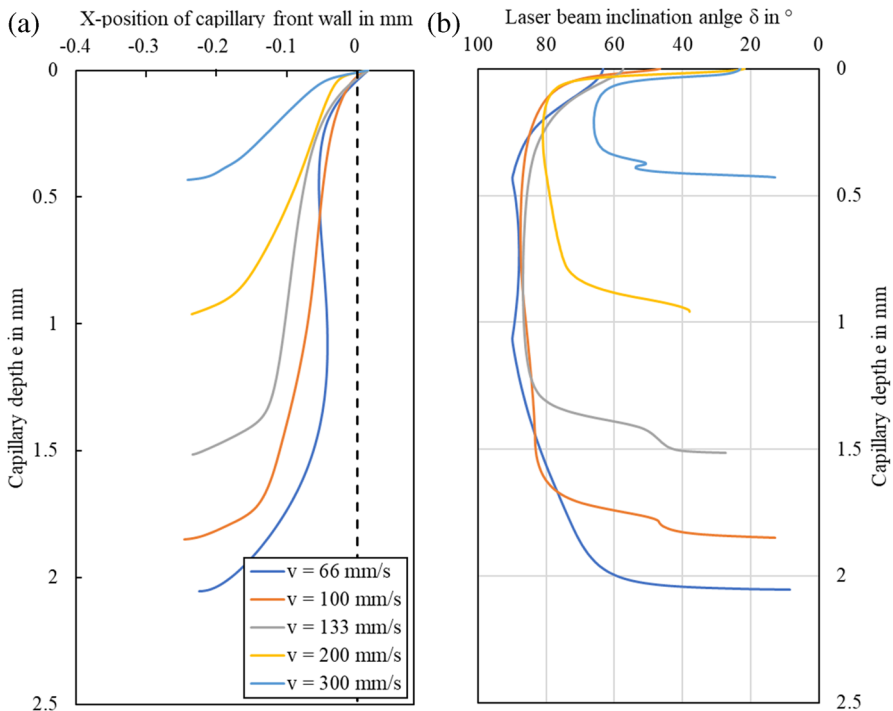 (a)
X-position of capillary front wall in mm
-0.4 -0.3 -0.2 -0.1 0
0
0.5
1
1.5
2
2.5
Capillary depth e in mm
v = 66 mm/s
v = 100 mm/s
v = 133 mm/s
v = 200 mm/s
v = 300 mm/s
(b)
Laser beam inclination anlge δ in °
100 80 60 40 20 0
0
0.5
1
1.5
2
2.5
Capillary depth e in mm